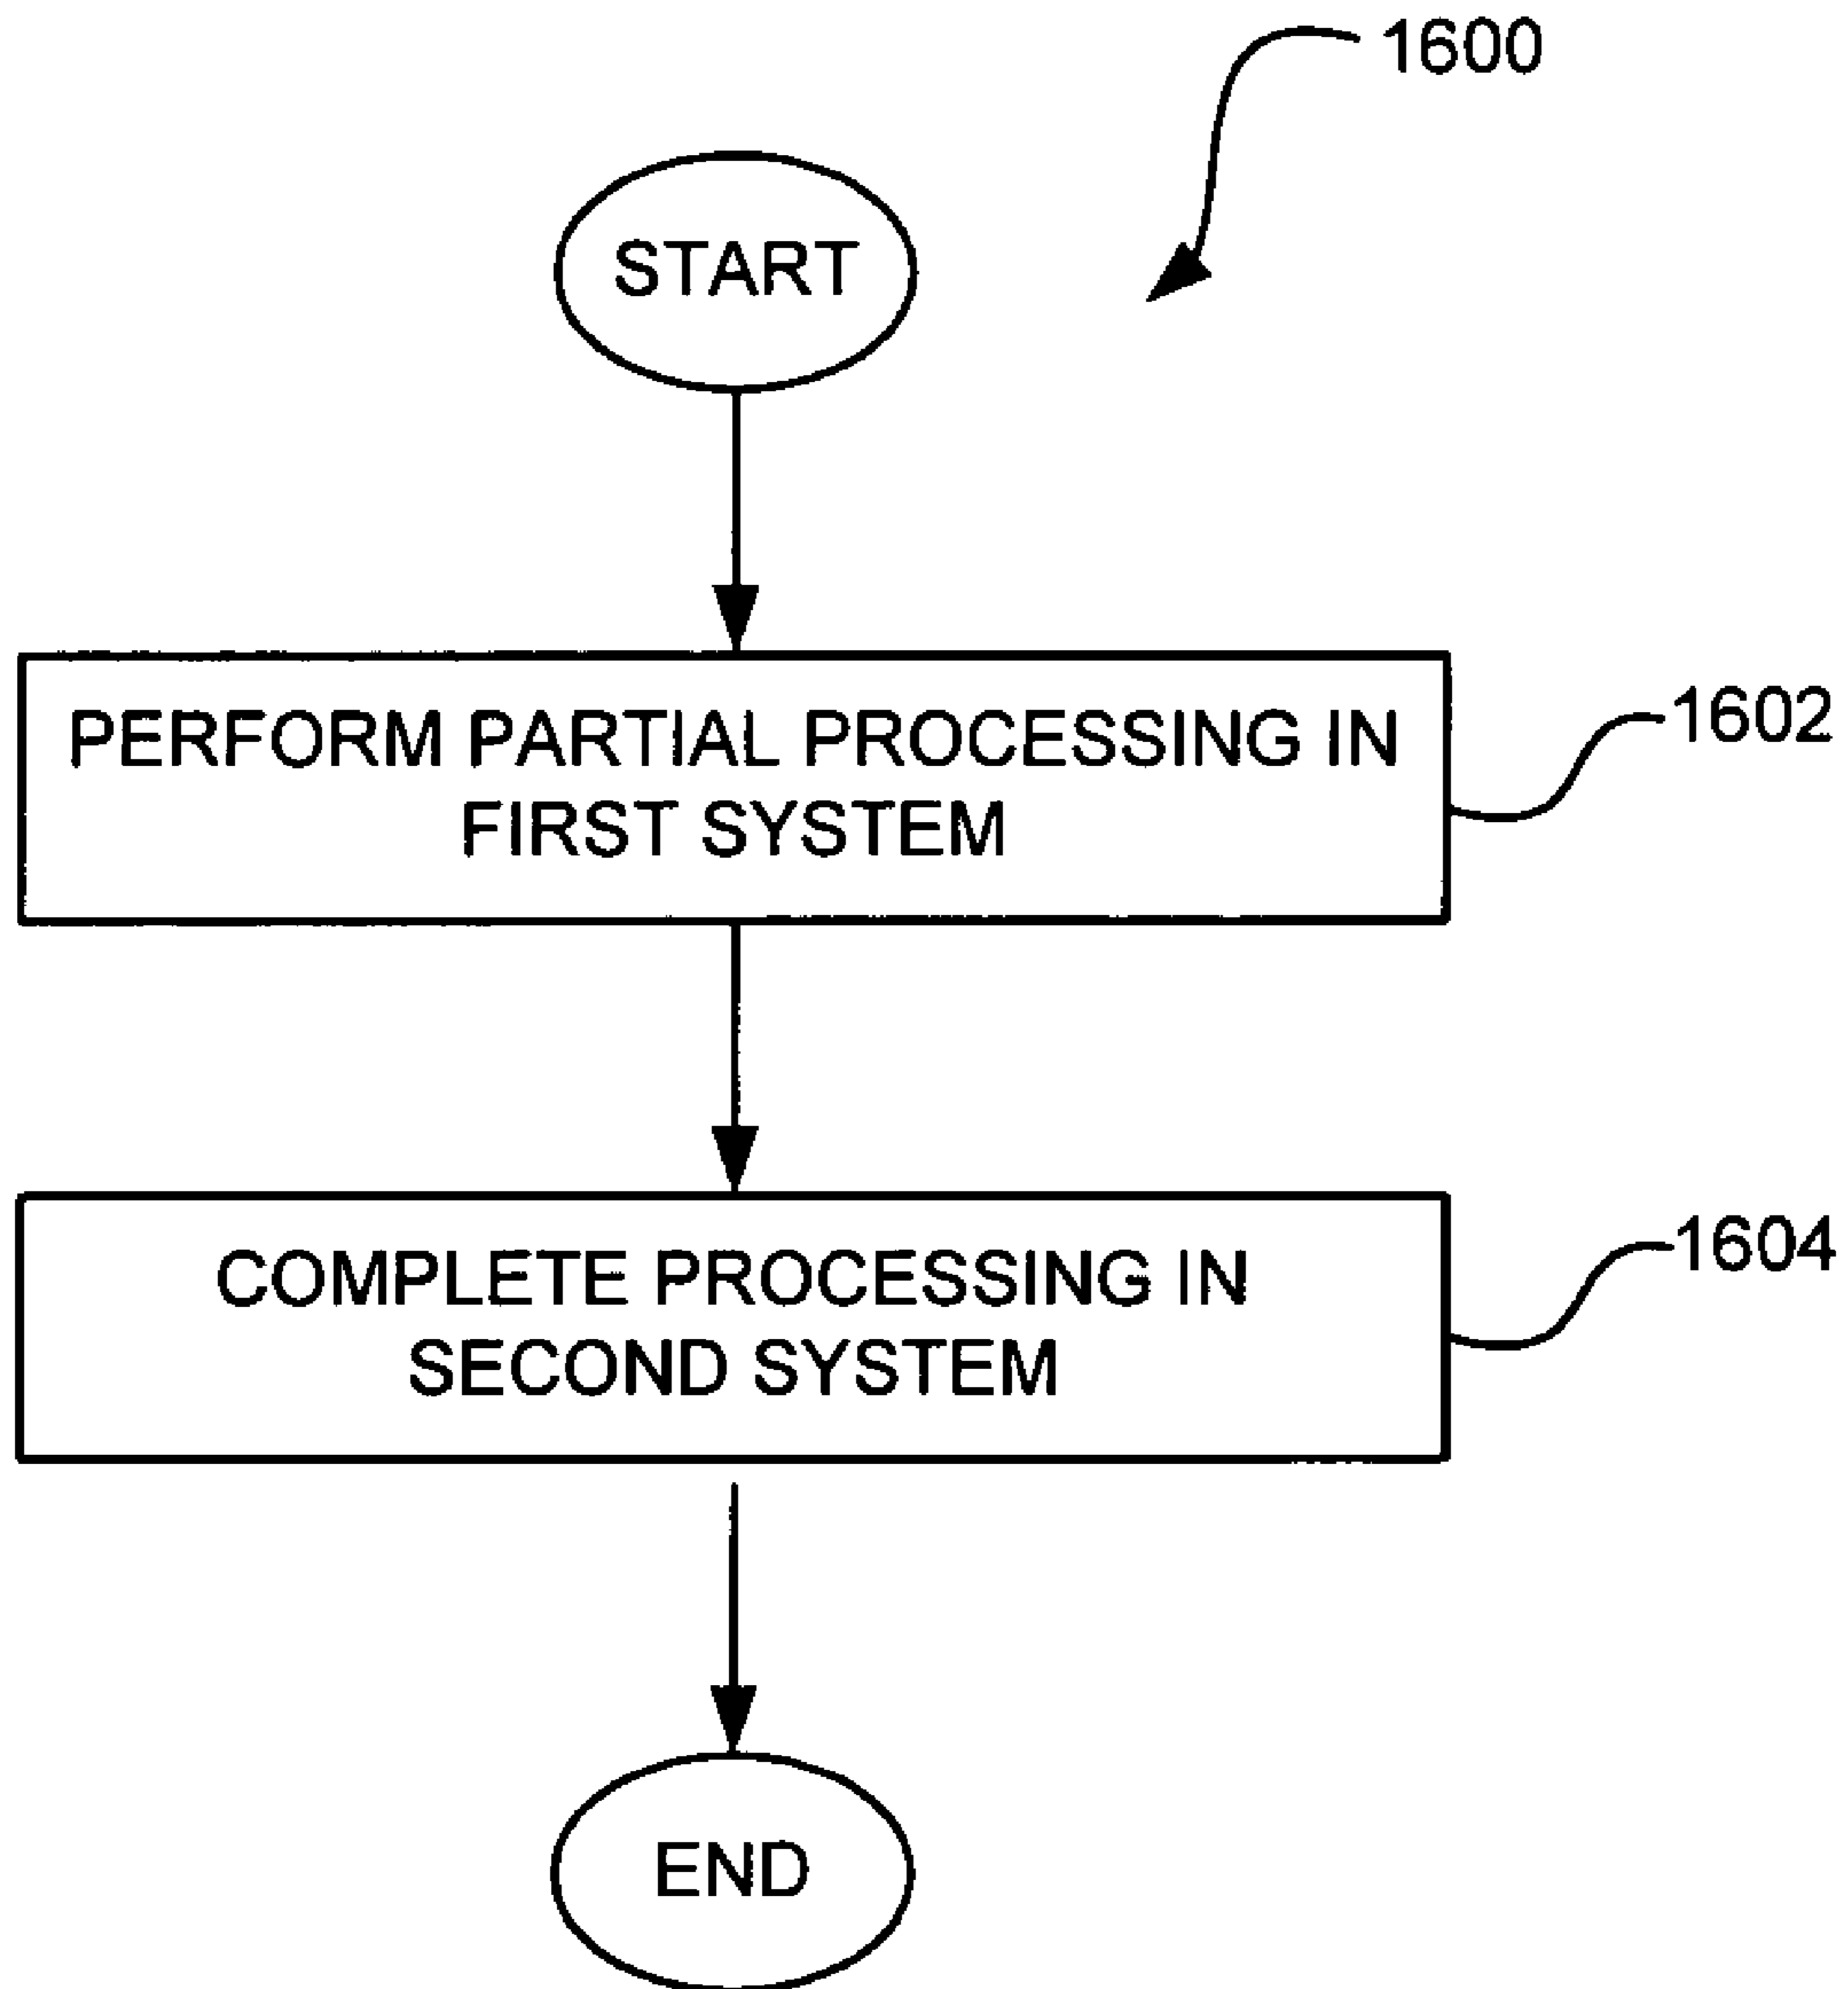 1600
START
PERFORM PARTIAL PROCESSING IN
FIRST SYSTEM
1602
COMPLETE PROCESSING IN
SECOND SYSTEM
1604
END